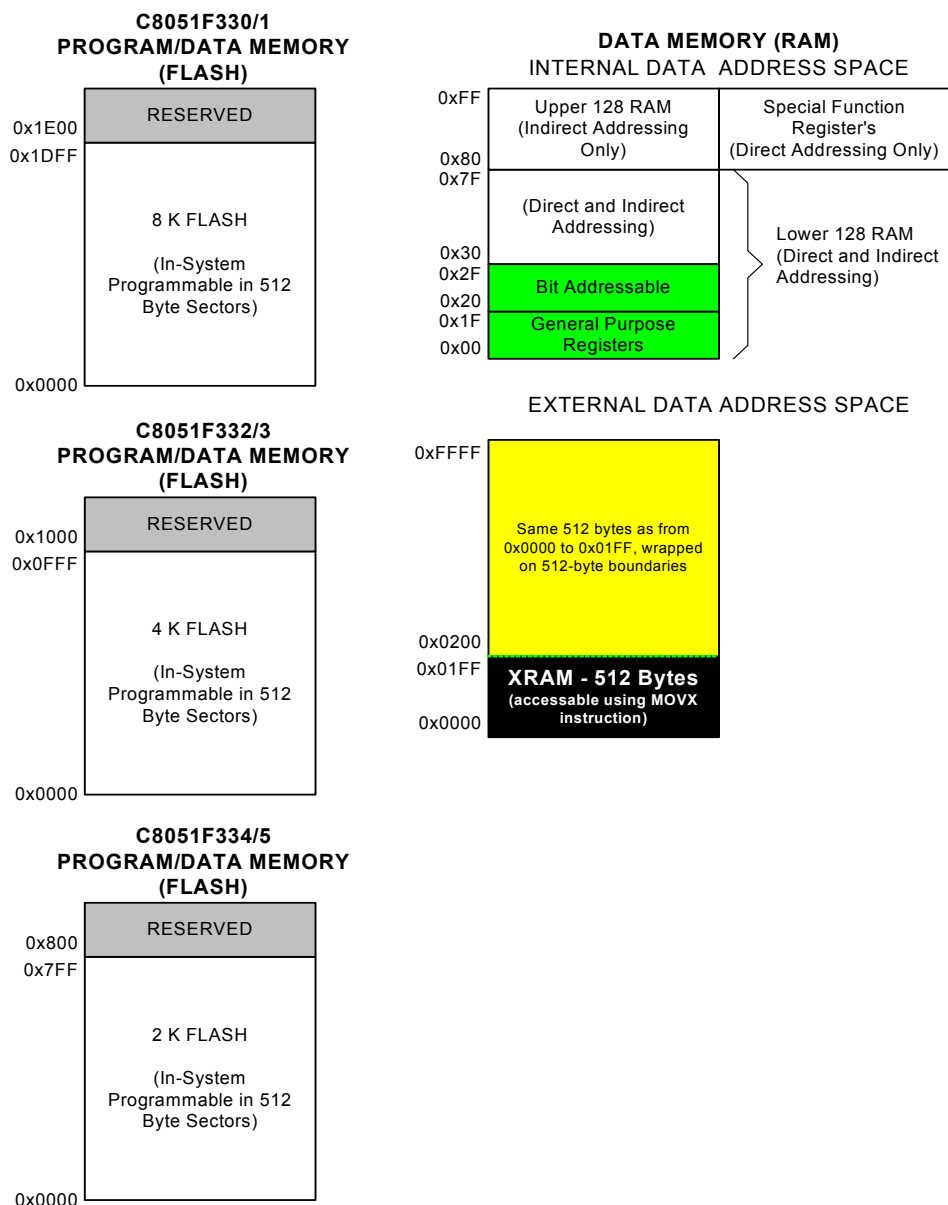 C8051F330/1
PROGRAM/DATA MEMORY
(FLASH)
RESERVED
0x1E00
0x1DFF
8 K FLASH
(In-System
Programmable in 512
Byte Sectors)
0x0000
C8051F332/3
PROGRAM/DATA MEMORY
(FLASH)
RESERVED
0x1000
0x0FFF
4 K FLASH
(In-System
Programmable in 512
Byte Sectors)
0x0000
C8051F334/5
PROGRAM/DATA MEMORY
(FLASH)
RESERVED
0x800
0x7FF
2 K FLASH
(In-System
Programmable in 512
Byte Sectors)
0x0000
DATA MEMORY (RAM)
INTERNAL DATA ADDRESS SPACE
0xFF
Upper 128 RAM
(Indirect Addressing
Only)
0x80
Special Function
Register's
(Direct Addressing Only)
0x7F
(Direct and Indirect
Addressing)
0x30
0x2F
Bit Addressable
0x20
0x1F
General Purpose
Registers
0x00
Lower 128 RAM
(Direct and Indirect
Addressing)
EXTERNAL DATA ADDRESS SPACE
0xFFFF
Same 512 bytes as from
0x0000 to 0x01FF, wrapped
on 512-byte boundaries
0x0200
0x01FF
XRAM - 512 Bytes
(accessable using MOVX
instruction)
0x0000